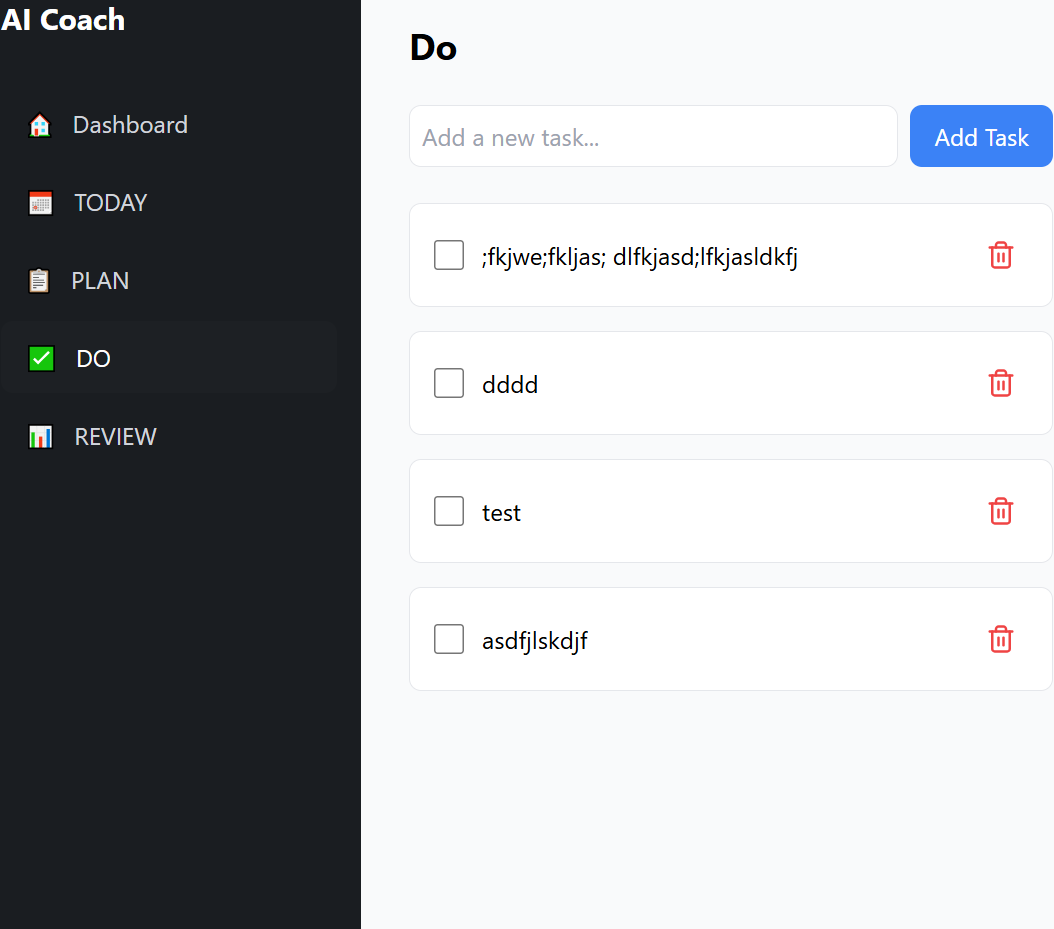 AI Coach
Dashboard
TODAY
PLAN
DO
REVIEW
Do
Add a new task...
Add Task
;fkjwe;fkljas; dlfkjasd;lfkjasldkfj
dddd
test
asdfjlskdjf